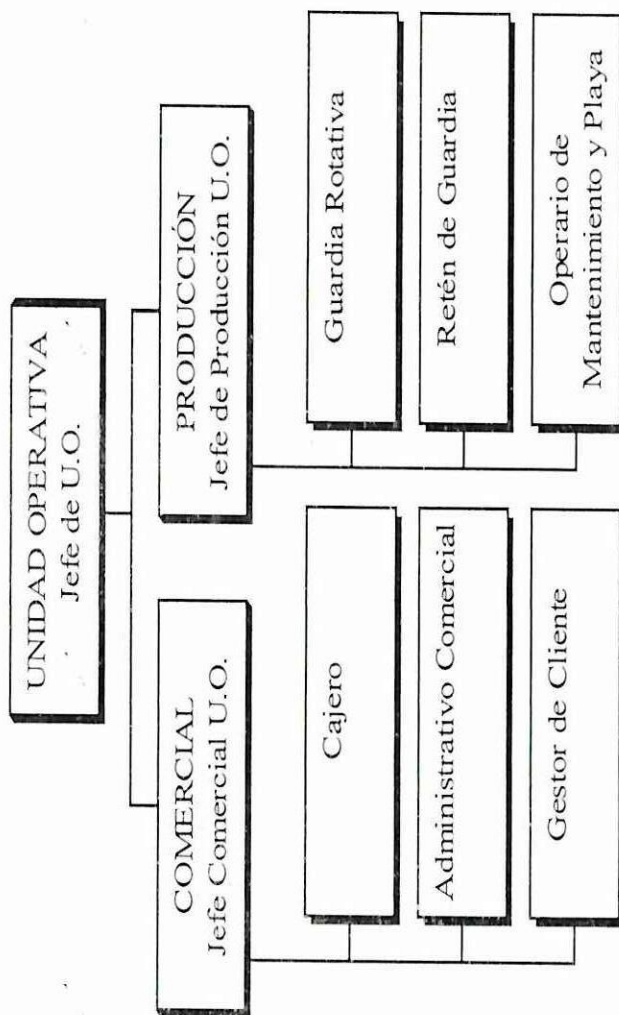 UNIDAD OPERATIVA
Jefe de U.O.
COMERCIAL
Jefe Comercial U.O.
Cajero
Administrativo Comercial
Gestor de Cliente
PRODUCCIÓN
Jefe de Producción U.O.
Guardia Rotativa
Retén de Guardia
Operario de
Mantenimiento y Playa